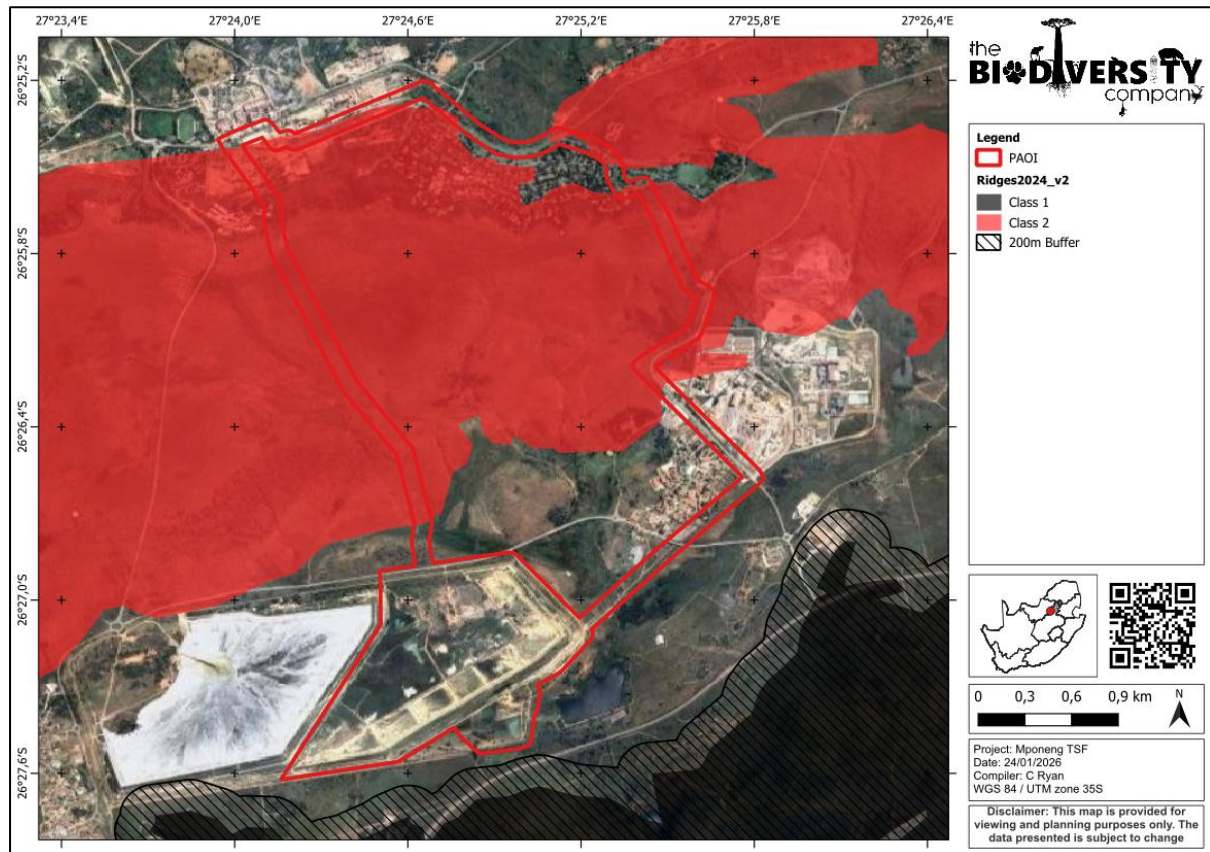 27°23,4'E 27°24,0'E 27°24,6'E 27°25,2'E 27°25,8'E 27°26,4'E
26°25,2'S
26°25,8'S
26°26,4'S
26°27,0'S
26°27,6'S
the
BIODIVERSITY
company
Legend
PAOI
Ridges2024_v2
Class 1
Class 2
200m Buffer
0 0,3 0,6 0,9 km
N
Project: Mponeng TSF
Date: 24/01/2026
Compiler: C Ryan
WGS 84 / UTM zone 35S
Disclaimer: This map is provided for
viewing and planning purposes only. The
data presented is subject to change